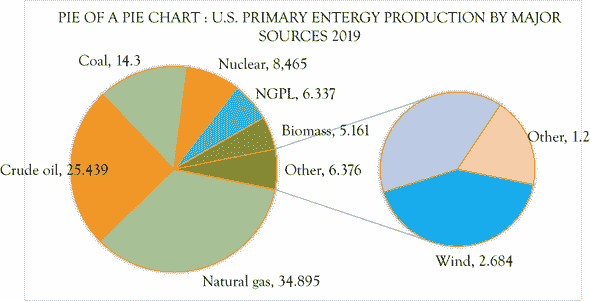 PIE OF A PIE CHART : U.S. PRIMARY ENTERGY PRODUCTION BY MAJOR
SOURCES 2019
Coal, 14.3
Nuclear, 8,465
NGPL, 6.337
Biomass, 5.161
Other, 1.2
Crude oil, 25.439
Other, 6.376
Wind, 2.684
Natural gas, 34.895